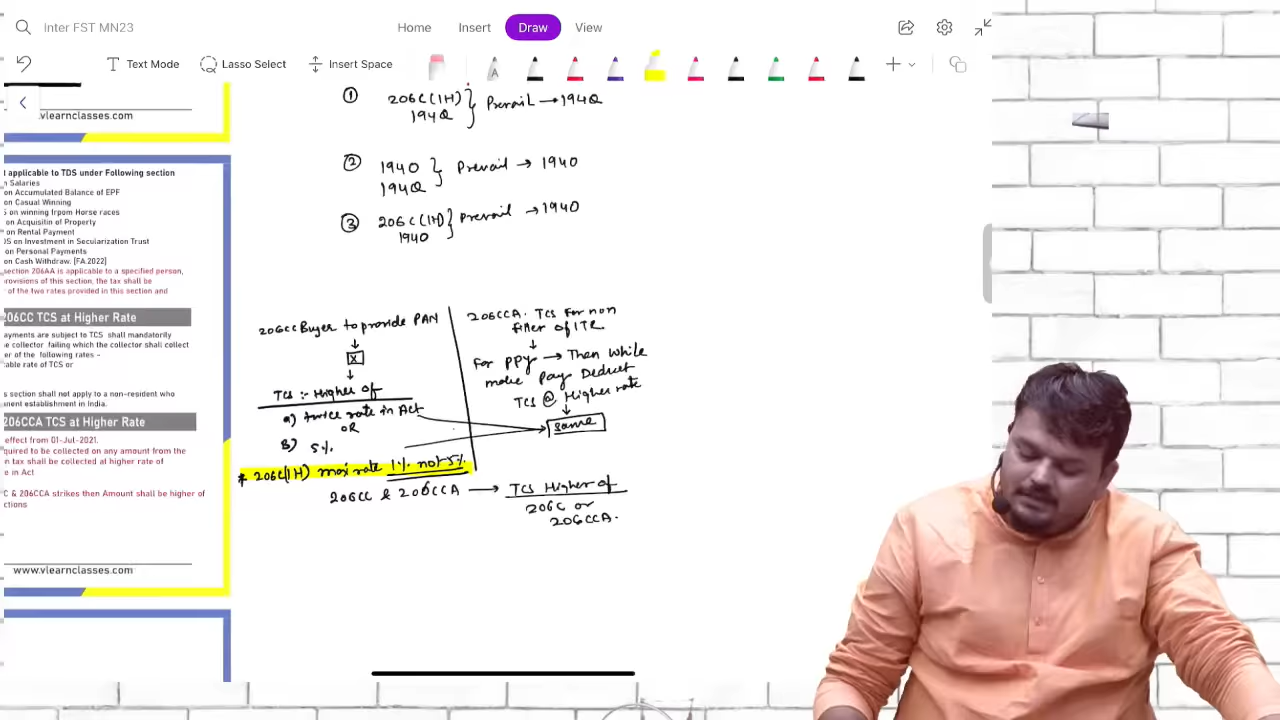 inter FST MN23
Home Insert Draw View
Text Mode Lasso Select Insert Space
vlearnclasses.com
t applicable to TDS under Following section
n Salaries
on Accumulated Balance of EPF
on Casual Winning
S on winning frpom Horse races
on Acquisitin of Property
on Rental Payment
DS on Investment in Secularization Trust
on Personal Payments
on Cash Withdraw. [FA.2022]
section 206AA is applicable to a specified person,
provisions of this section, the tax shall be
r of the two rates provided in this section and
206CC TCS at Higher Rate
ayments are subject to TCS shall mandatorily
e collector failing which the collector shall collect
er of the following rates -
able rate of TCS or
s section shall not apply to a non-resident who
anent establishment in India.
206CCA TCS at Higher Rate
effect from 01-Jul-2021.
quired to be collected on any amount from the
n tax shall be collected at higher rate of
e in Act
C & 206CCA strikes then Amount shall be higher of
ctions
www.vlearnclasses.com
① 206C(1H)
194Q } Prevail → 194Q
② 194O
194Q } Prevail → 194O
③ 206C(1H)
194O } Prevail → 194O
206CC Buyer to provide PAN
↓
X
↓
TCS :- Higher of
a) twice rate in Act
OR
B) 5%
* 206C(1H) max rate 1% not 5%
206CCA. TCS For non
filler of ITR
↓
For PPY → Then while
make Pay Deduct
TCS @ Higher rate
↓
same
206CC & 206CCA → TCS Higher of
206C or
206CCA.